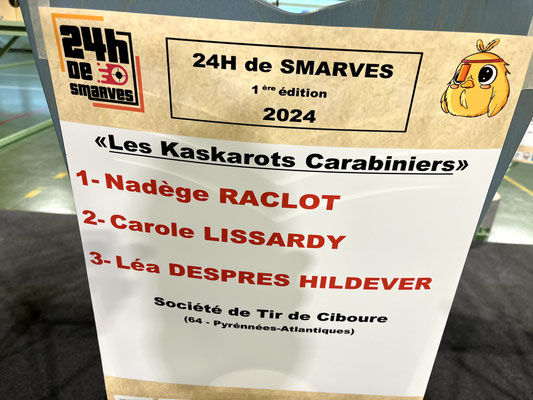 24h
DE
SMARVES
24H de SMARVES
1ère édition
2024
«Les Kaskarots Carabiniers»
1- Nadège RACLOT
2- Carole LISSARDY
3- Léa DESPRES HILDEVER
Société de Tir de Ciboure
(64 - Pyrénnées-Atlantiques)